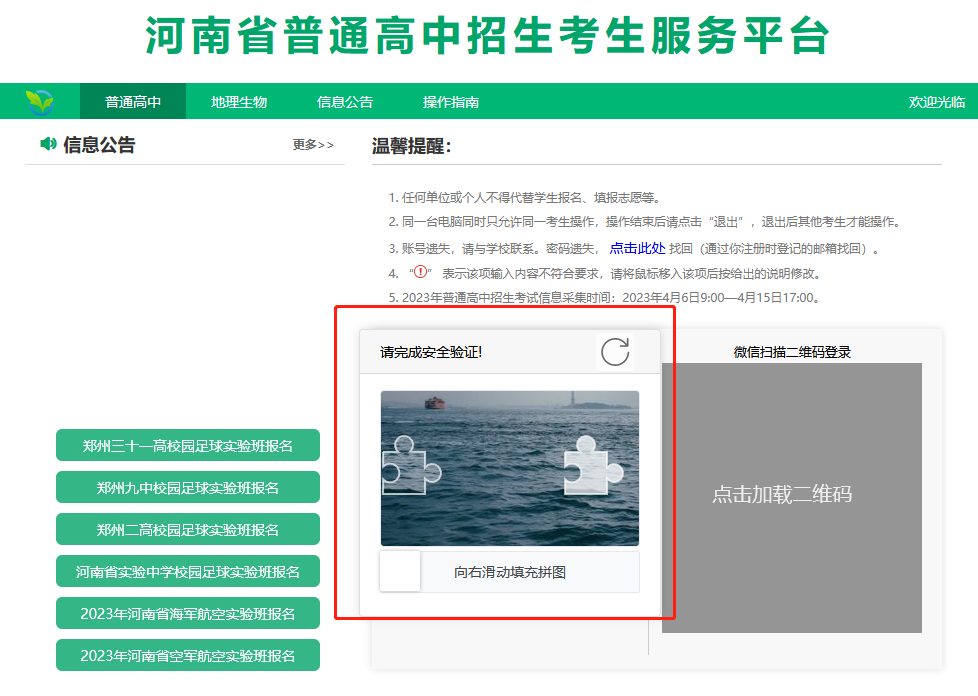 河南省普通高中招生考生服务平台
普通高中 地理生物 信息公告 操作指南 欢迎光临
信息公告 更多>>
温馨提醒：
1. 任何单位或个人不得代替学生报名、填报志愿等。
2. 同一台电脑同时只允许同一考生操作，操作结束后请点击“退出”，退出后其他考生才能操作。
3. 账号遗失，请与学校联系。密码遗失， 点击此处 找回（通过你注册时登记的邮箱找回）。
4. “!” 表示该项输入内容不符合要求，请将鼠标移入该项后按给出的说明修改。
5. 2023年普通高中招生考试信息采集时间：2023年4月6日9:00—4月15日17:00。
请完成安全验证!
向右滑动填充拼图
微信扫描二维码登录
点击加载二维码
郑州三十一高校园足球实验班报名
郑州九中校园足球实验班报名
郑州二高校园足球实验班报名
河南省实验中学校园足球实验班报名
2023年河南省海军航空实验班报名
2023年河南省空军航空实验班报名